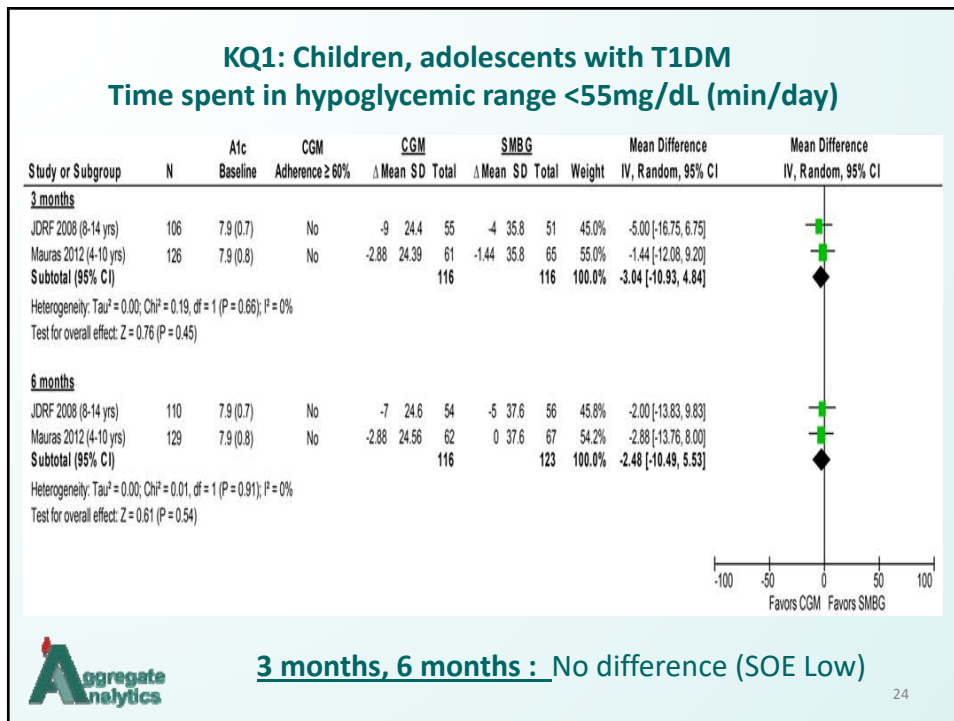 KQ1: Children, adolescents with T1DM
Time spent in hypoglycemic range <55mg/dL (min/day)
A1c CGM CGM SMBG Mean Difference Mean Difference
Study or Subgroup N Baseline Adherence ≥ 60% Δ Mean SD Total Δ Mean SD Total Weight IV, Random, 95% CI IV, Random, 95% CI
3 months
JDRF 2008 (8-14 yrs) 106 7.9 (0.7) No -9 24.4 55 -4 35.8 51 45.0% -5.00 [-16.75, 6.75]
Mauras 2012 (4-10 yrs) 126 7.9 (0.8) No -2.88 24.39 61 -1.44 35.8 65 55.0% -1.44 [-12.08, 9.20]
Subtotal (95% CI) 116 116 100.0% -3.04 [-10.93, 4.84]
Heterogeneity: Tau² = 0.00; Chi² = 0.19, df = 1 (P = 0.66); I² = 0%
Test for overall effect: Z = 0.76 (P = 0.45)
6 months
JDRF 2008 (8-14 yrs) 110 7.9 (0.7) No -7 24.6 54 -5 37.6 56 45.8% -2.00 [-13.83, 9.83]
Mauras 2012 (4-10 yrs) 129 7.9 (0.8) No -2.88 24.56 62 0 37.6 67 54.2% -2.88 [-13.76, 8.00]
Subtotal (95% CI) 116 123 100.0% -2.48 [-10.49, 5.53]
Heterogeneity: Tau² = 0.00; Chi² = 0.01, df = 1 (P = 0.91); I² = 0%
Test for overall effect: Z = 0.61 (P = 0.54)
-100 -50 0 50 100
Favors CGM Favors SMBG
Aggregate
Analytics
3 months, 6 months : No difference (SOE Low)
24